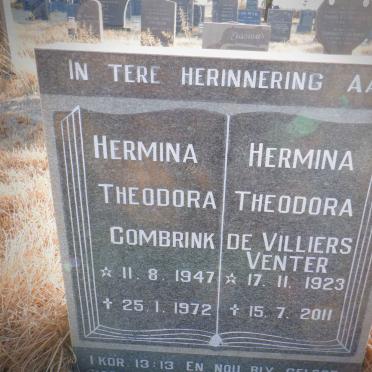 Erasmus
IN TERE HERINNERING AA
HERMINA
THEODORA
COMBRINK
☆ 11. 8. 1947
✝ 25. 1. 1972
HERMINA
THEODORA
DE VILLIERS
VENTER
☆ 17. 11. 1923
✝ 15. 7. 2011
1 KOR. 13:13 EN NOU BLY GELOOF